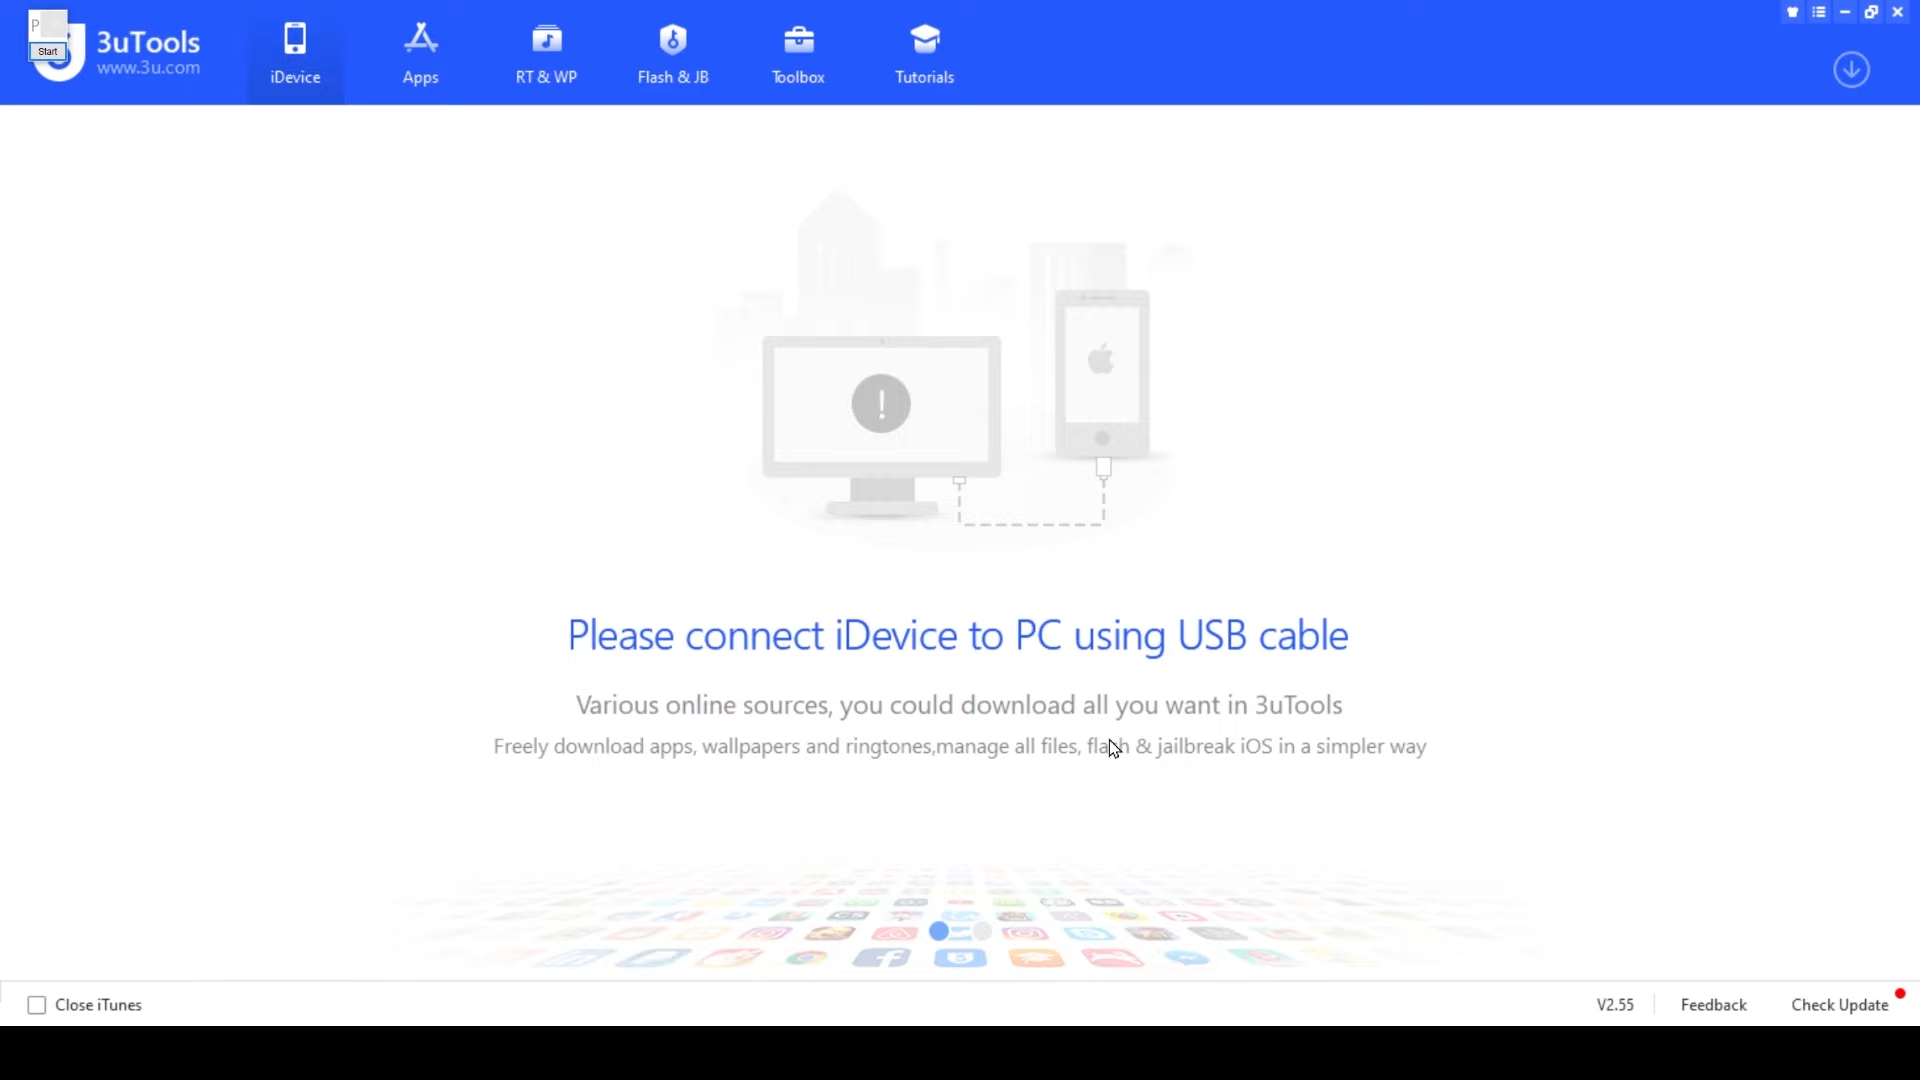 P
Start
3uTools
www.3u.com
iDevice
Apps
RT & WP
Flash & JB
Toolbox
Tutorials
Please connect iDevice to PC using USB cable
Various online sources, you could download all you want in 3uTools
Freely download apps, wallpapers and ringtones,manage all files, flash & jailbreak iOS in a simpler way
Close iTunes
V2.55
Feedback
Check Update